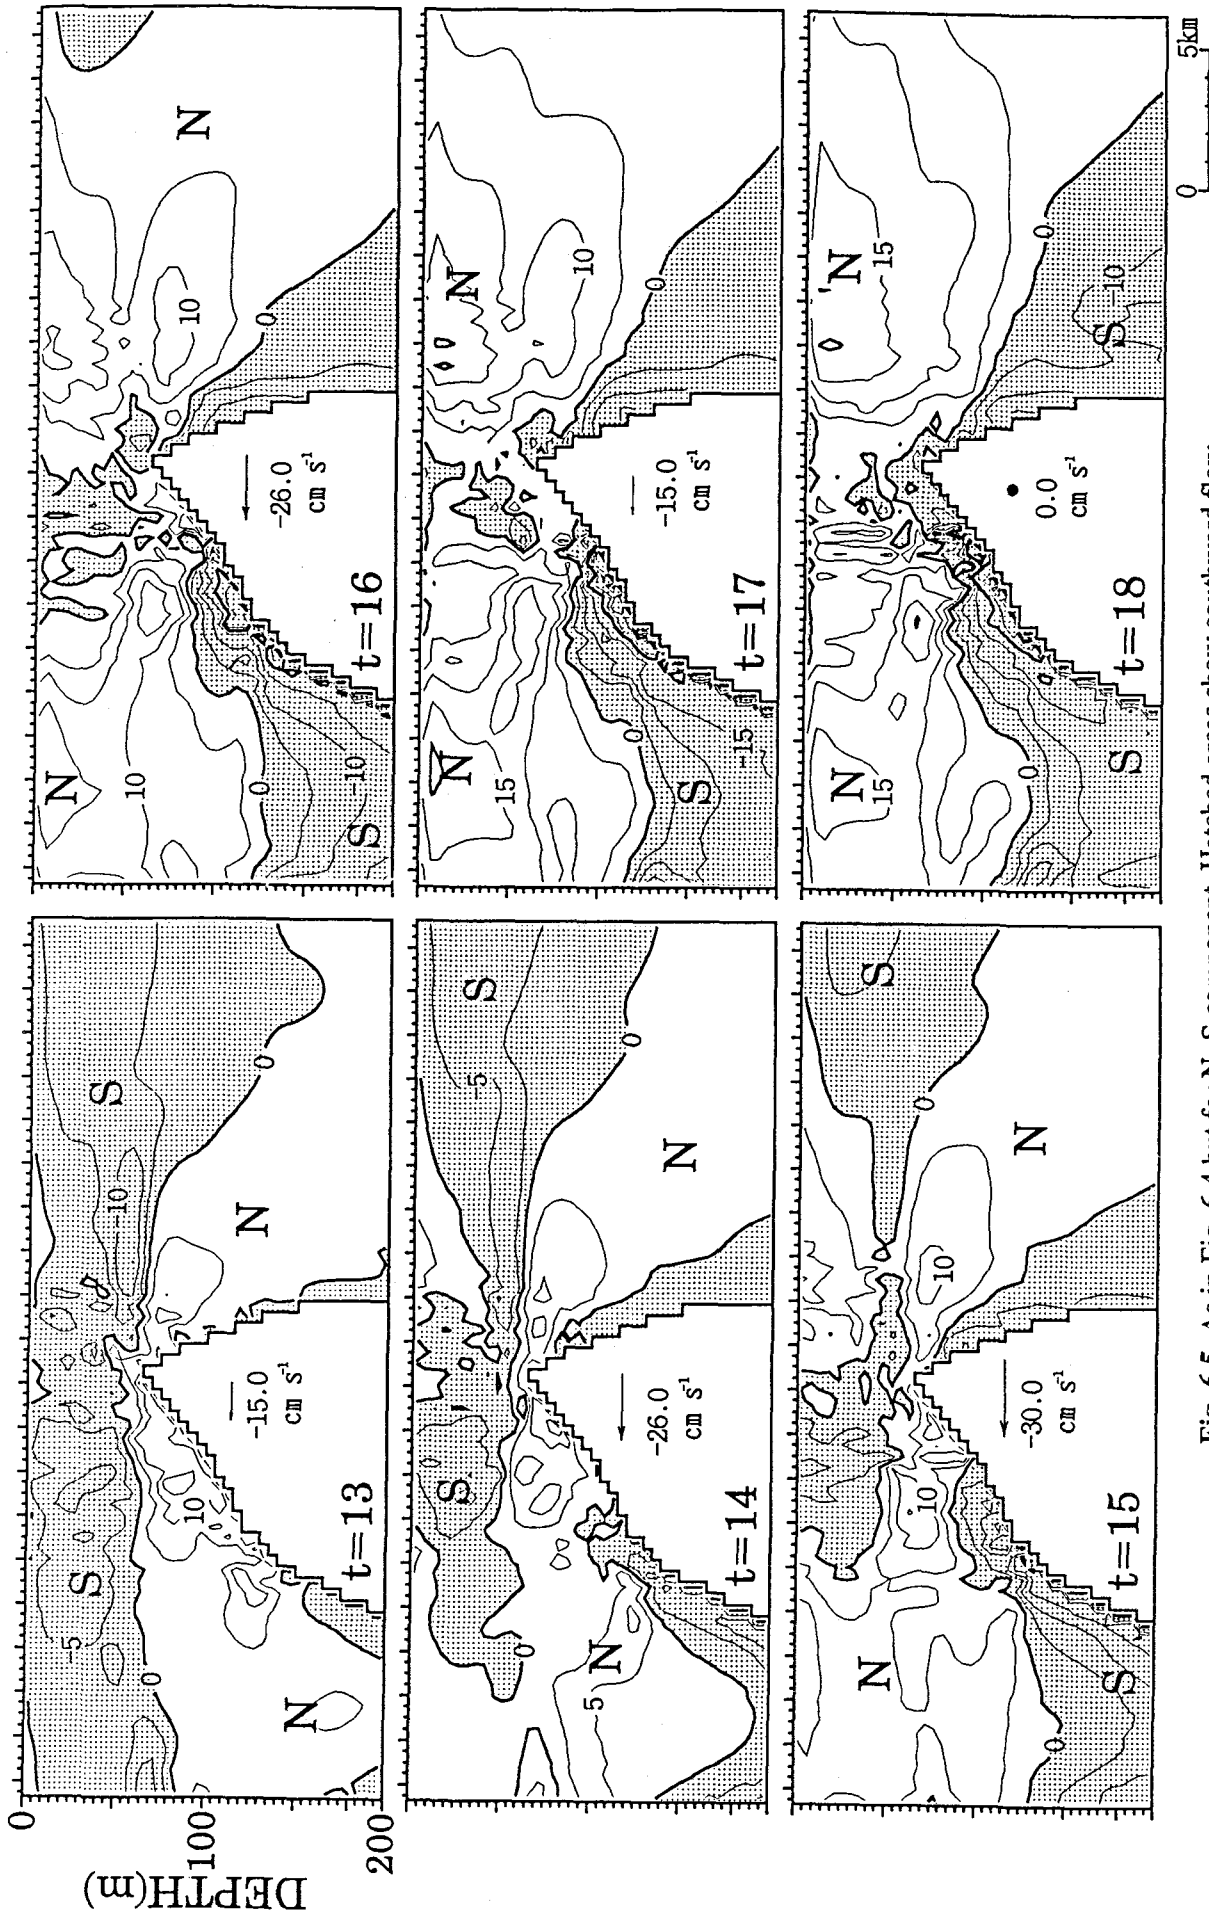 DEPTH(m)
0
100
200
S
S
-5
-10
0
0
10
N
N
-15.0
cm s⁻¹
t=13
N
10
N
10
0
0
-10
S
-26.0
cm s⁻¹
t=16
S
S
-5
0
0
N
5
N
-26.0
cm s⁻¹
t=14
N
N
15
10
0
0
S
-15
-15.0
cm s⁻¹
t=17
S
N
10
10
0
0
N
S
-30.0
cm s⁻¹
t=15
N
N
15
15
0
0
S
S
-10
0.0
cm s⁻¹
t=18
0 5km
Fig. 6.5. As in Fig. 6.4 but for N-S component. Hatched areas show southward flow.